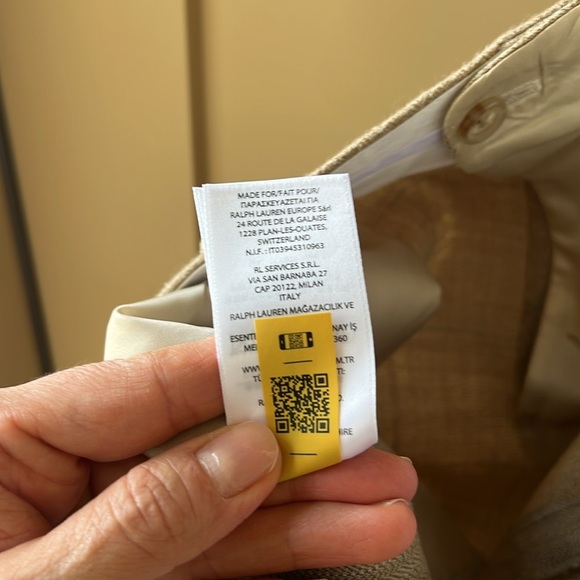 MADE FOR/FAIT POUR/
ΠΑΡΑΣΚΕΥΑΖΕΤΑΙ ΓΙΑ
RALPH LAUREN EUROPE Sàrl
24 ROUTE DE LA GALAISE
1228 PLAN-LES-OUATES,
SWITZERLAND
N.I.F.: IT03945310963
RL SERVICES S.R.L.
VIA SAN BARNABA 27
CAP 20122, MILAN
ITALY
RALPH LAUREN MAĞAZACILIK VE
İŞ
360